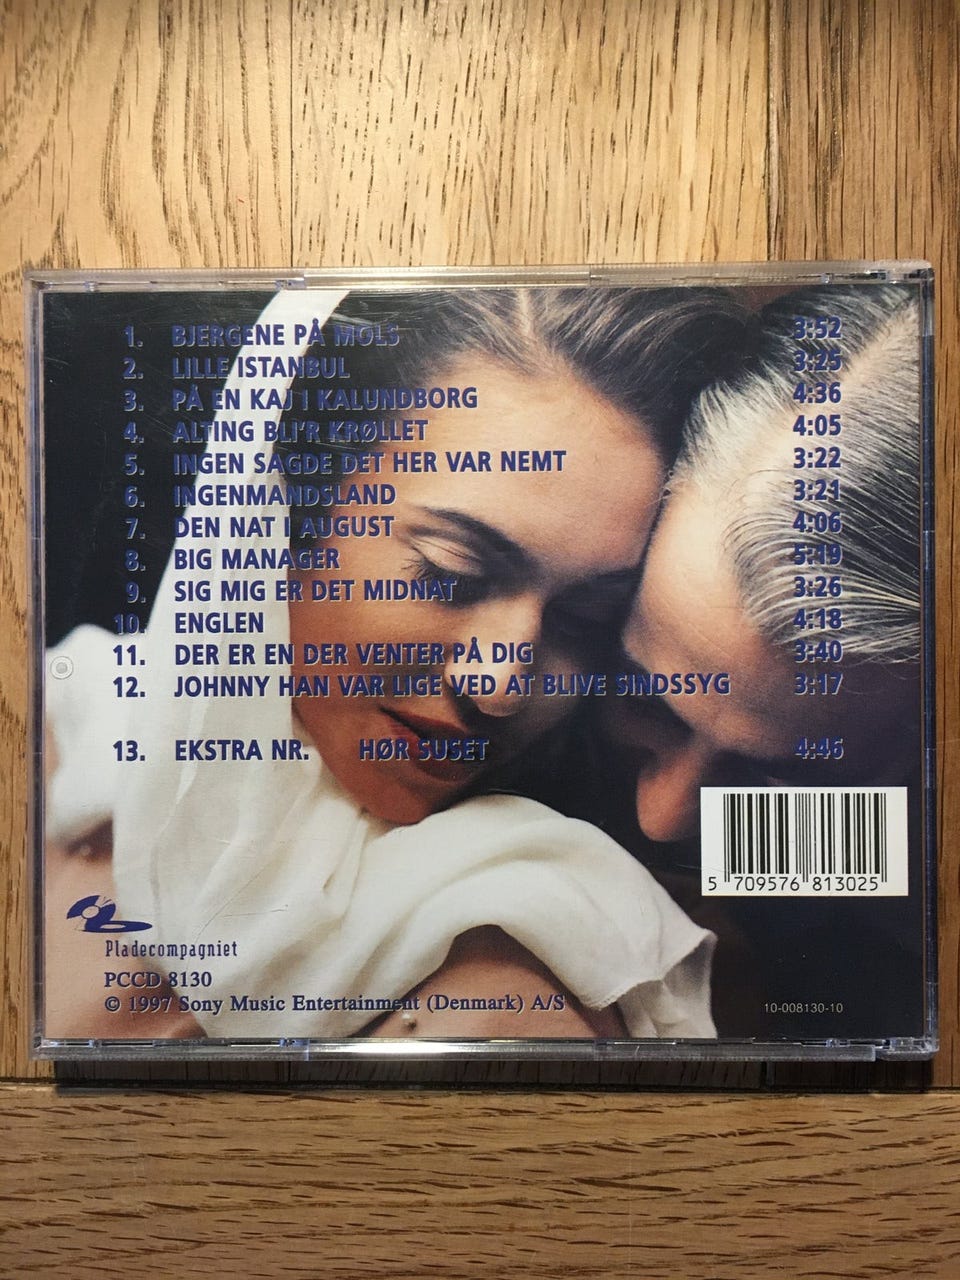 1. BJERGENE PÅ MOLS 3:52
2. LILLE ISTANBUL 3:25
3. PÅ EN KAJ I KALUNDBORG 4:36
4. ALTING BLI'R KRØLLET 4:05
5. INGEN SAGDE DET HER VAR NEMT 3:22
6. INGENMANDSLAND 3:21
7. DEN NAT I AUGUST 4:06
8. BIG MANAGER 5:19
9. SIG MIG ER DET MIDNAT 3:26
10. ENGLEN 4:18
11. DER ER EN DER VENTER PÅ DIG 3:40
12. JOHNNY HAN VAR LIGE VED AT BLIVE SINDSSYG 3:17
13. EKSTRA NR. HØR SUSET 4:46
5 709576 813025
Pladecompagniet
PCCD 8130
© 1997 Sony Music Entertainment (Denmark) A/S
10-008130-10